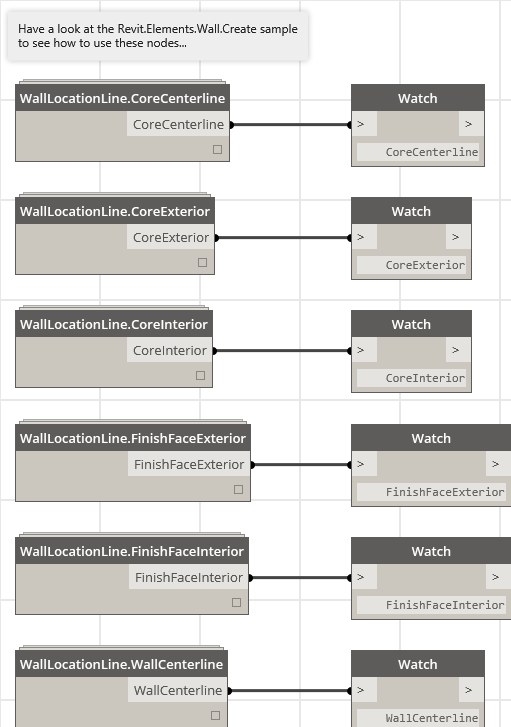 Have a look at the Revit.Elements.Wall.Create sample
to see how to use these nodes...
WallLocationLine.CoreCenterline Watch
CoreCenterline > >
CoreCenterline
WallLocationLine.CoreExterior Watch
CoreExterior > >
CoreExterior
WallLocationLine.CoreInterior Watch
CoreInterior > >
CoreInterior
WallLocationLine.FinishFaceExterior Watch
FinishFaceExterior > >
FinishFaceExterior
WallLocationLine.FinishFaceInterior Watch
FinishFaceInterior > >
FinishFaceInterior
WallLocationLine.WallCenterline Watch
WallCenterline > >
WallCenterline